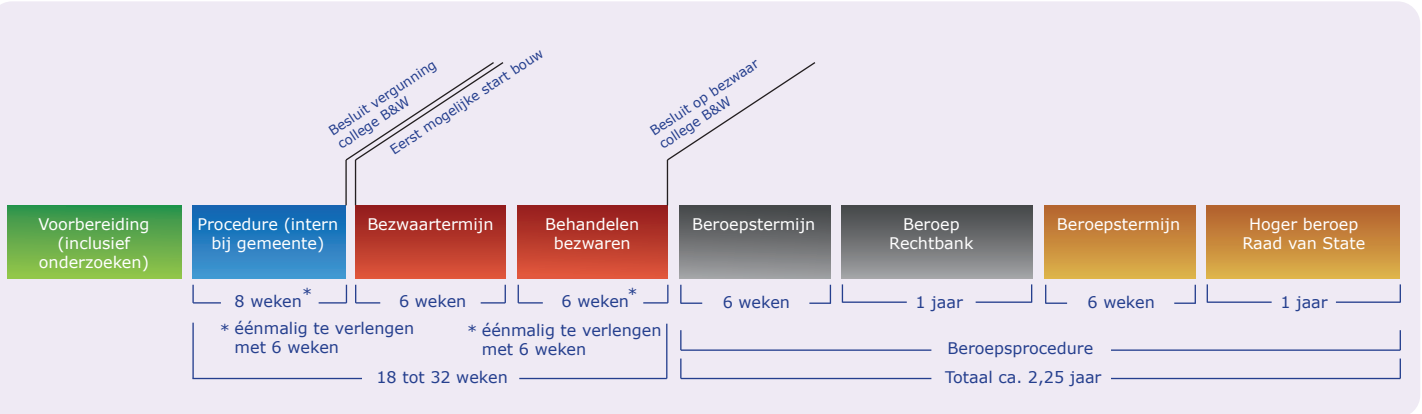 Besluit vergunning
college B&W
Eerst mogelijke start bouw
Besluit op bezwaar
college B&W
Voorbereiding
(inclusief
onderzoeken)
Procedure (intern
bij gemeente)
Bezwaartermijn
Behandelen
bezwaren
Beroepstermijn
Beroep
Rechtbank
Beroepstermijn
Hoger beroep
Raad van State
8 weken*
6 weken
6 weken*
6 weken
1 jaar
6 weken
1 jaar
* éénmalig te verlengen
met 6 weken
* éénmalig te verlengen
met 6 weken
Beroepsprocedure
18 tot 32 weken
Totaal ca. 2,25 jaar